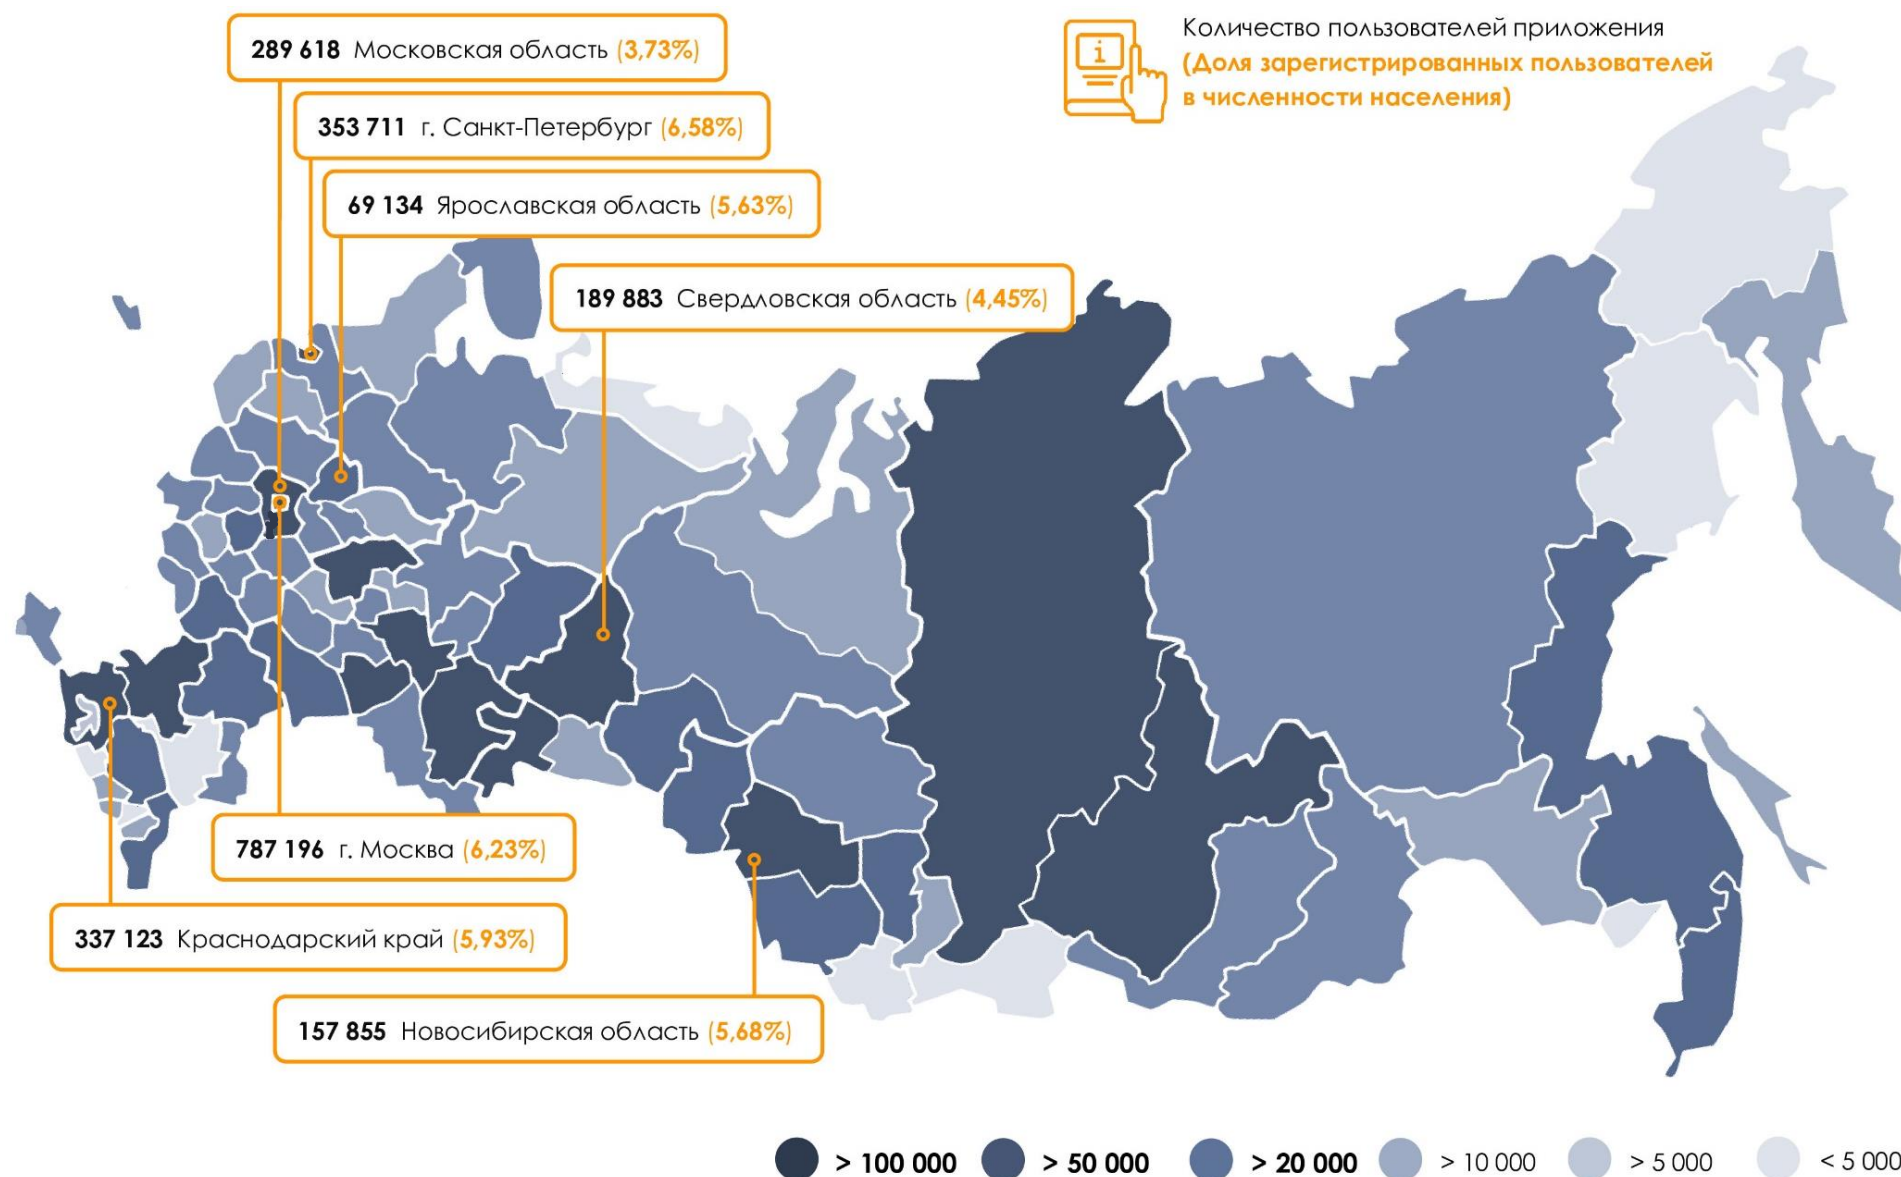 289 618 Московская область (3,73%)
353 711 г. Санкт-Петербург (6,58%)
69 134 Ярославская область (5,63%)
189 883 Свердловская область (4,45%)
i
Количество пользователей приложения
(Доля зарегистрированных пользователей
в численности населения)
787 196 г. Москва (6,23%)
337 123 Краснодарский край (5,93%)
157 855 Новосибирская область (5,68%)
> 100 000 > 50 000 > 20 000 > 10 000 > 5 000 < 5 000